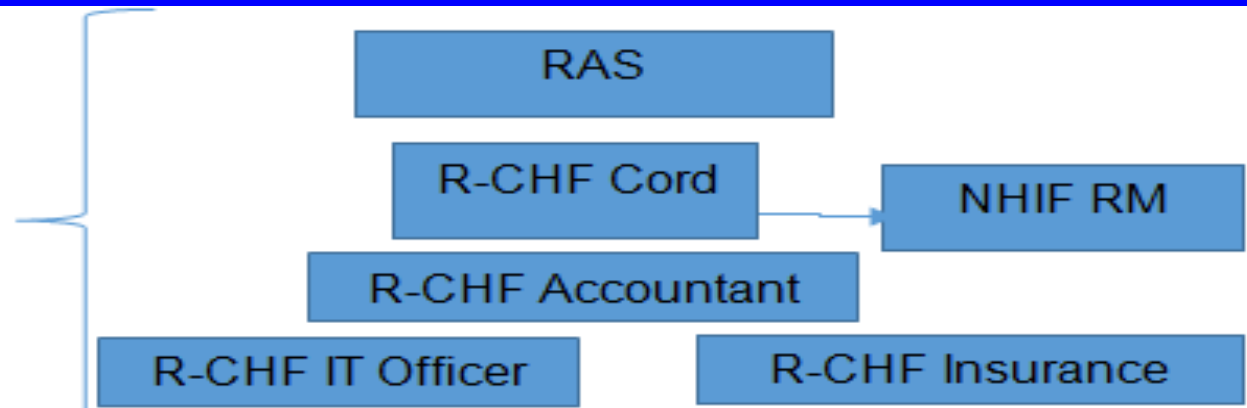 RAS
R-CHF Cord
NHIF RM
R-CHF Accountant
R-CHF IT Officer
R-CHF Insurance